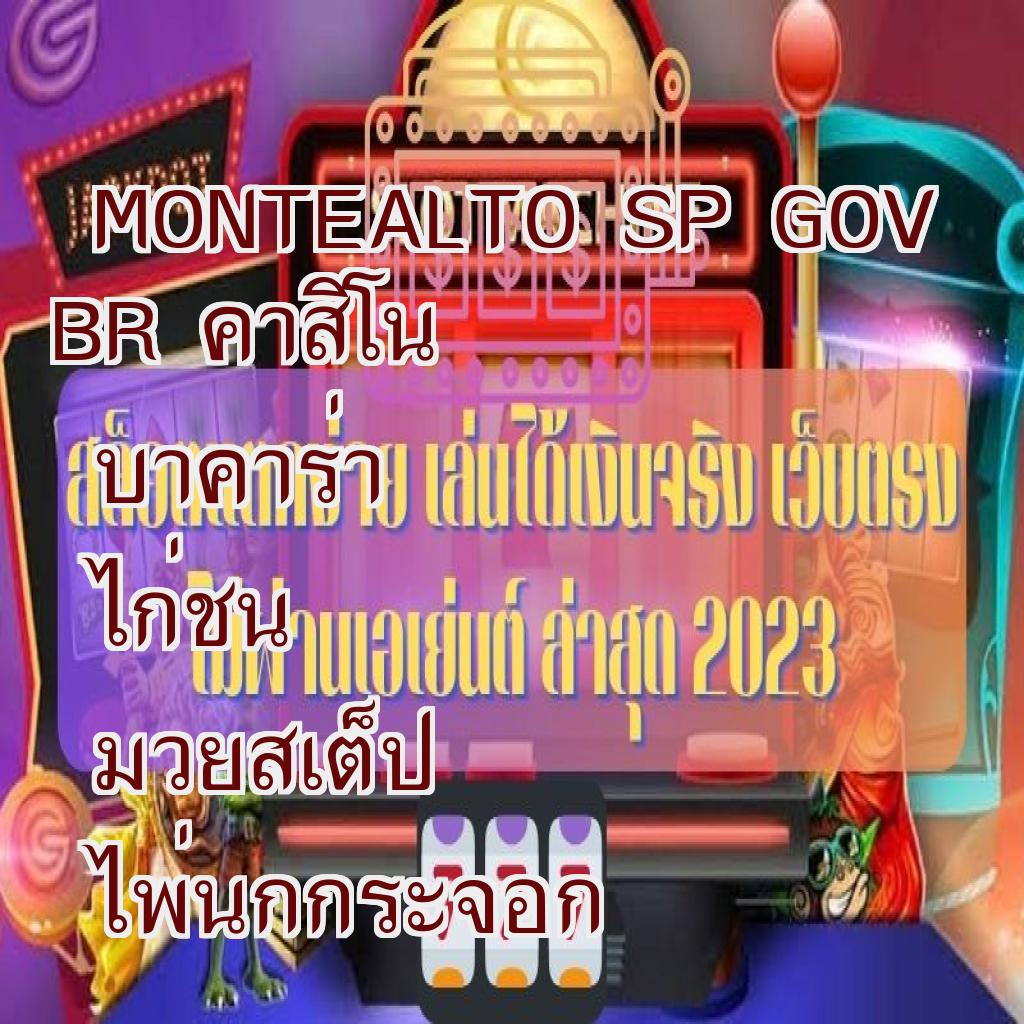 JACKPOT
MONTEALTO SP GOV
BR คาสิโน
สล็อตแตกง่าย เล่นได้เงินจริง เว็บตรง
บาคาร่า
ไก่ชน
ไม่ผ่านเอเย่นต์ ล่าสุด 2023
มวยสเต็ป
ไพ่นกกระจอก
777